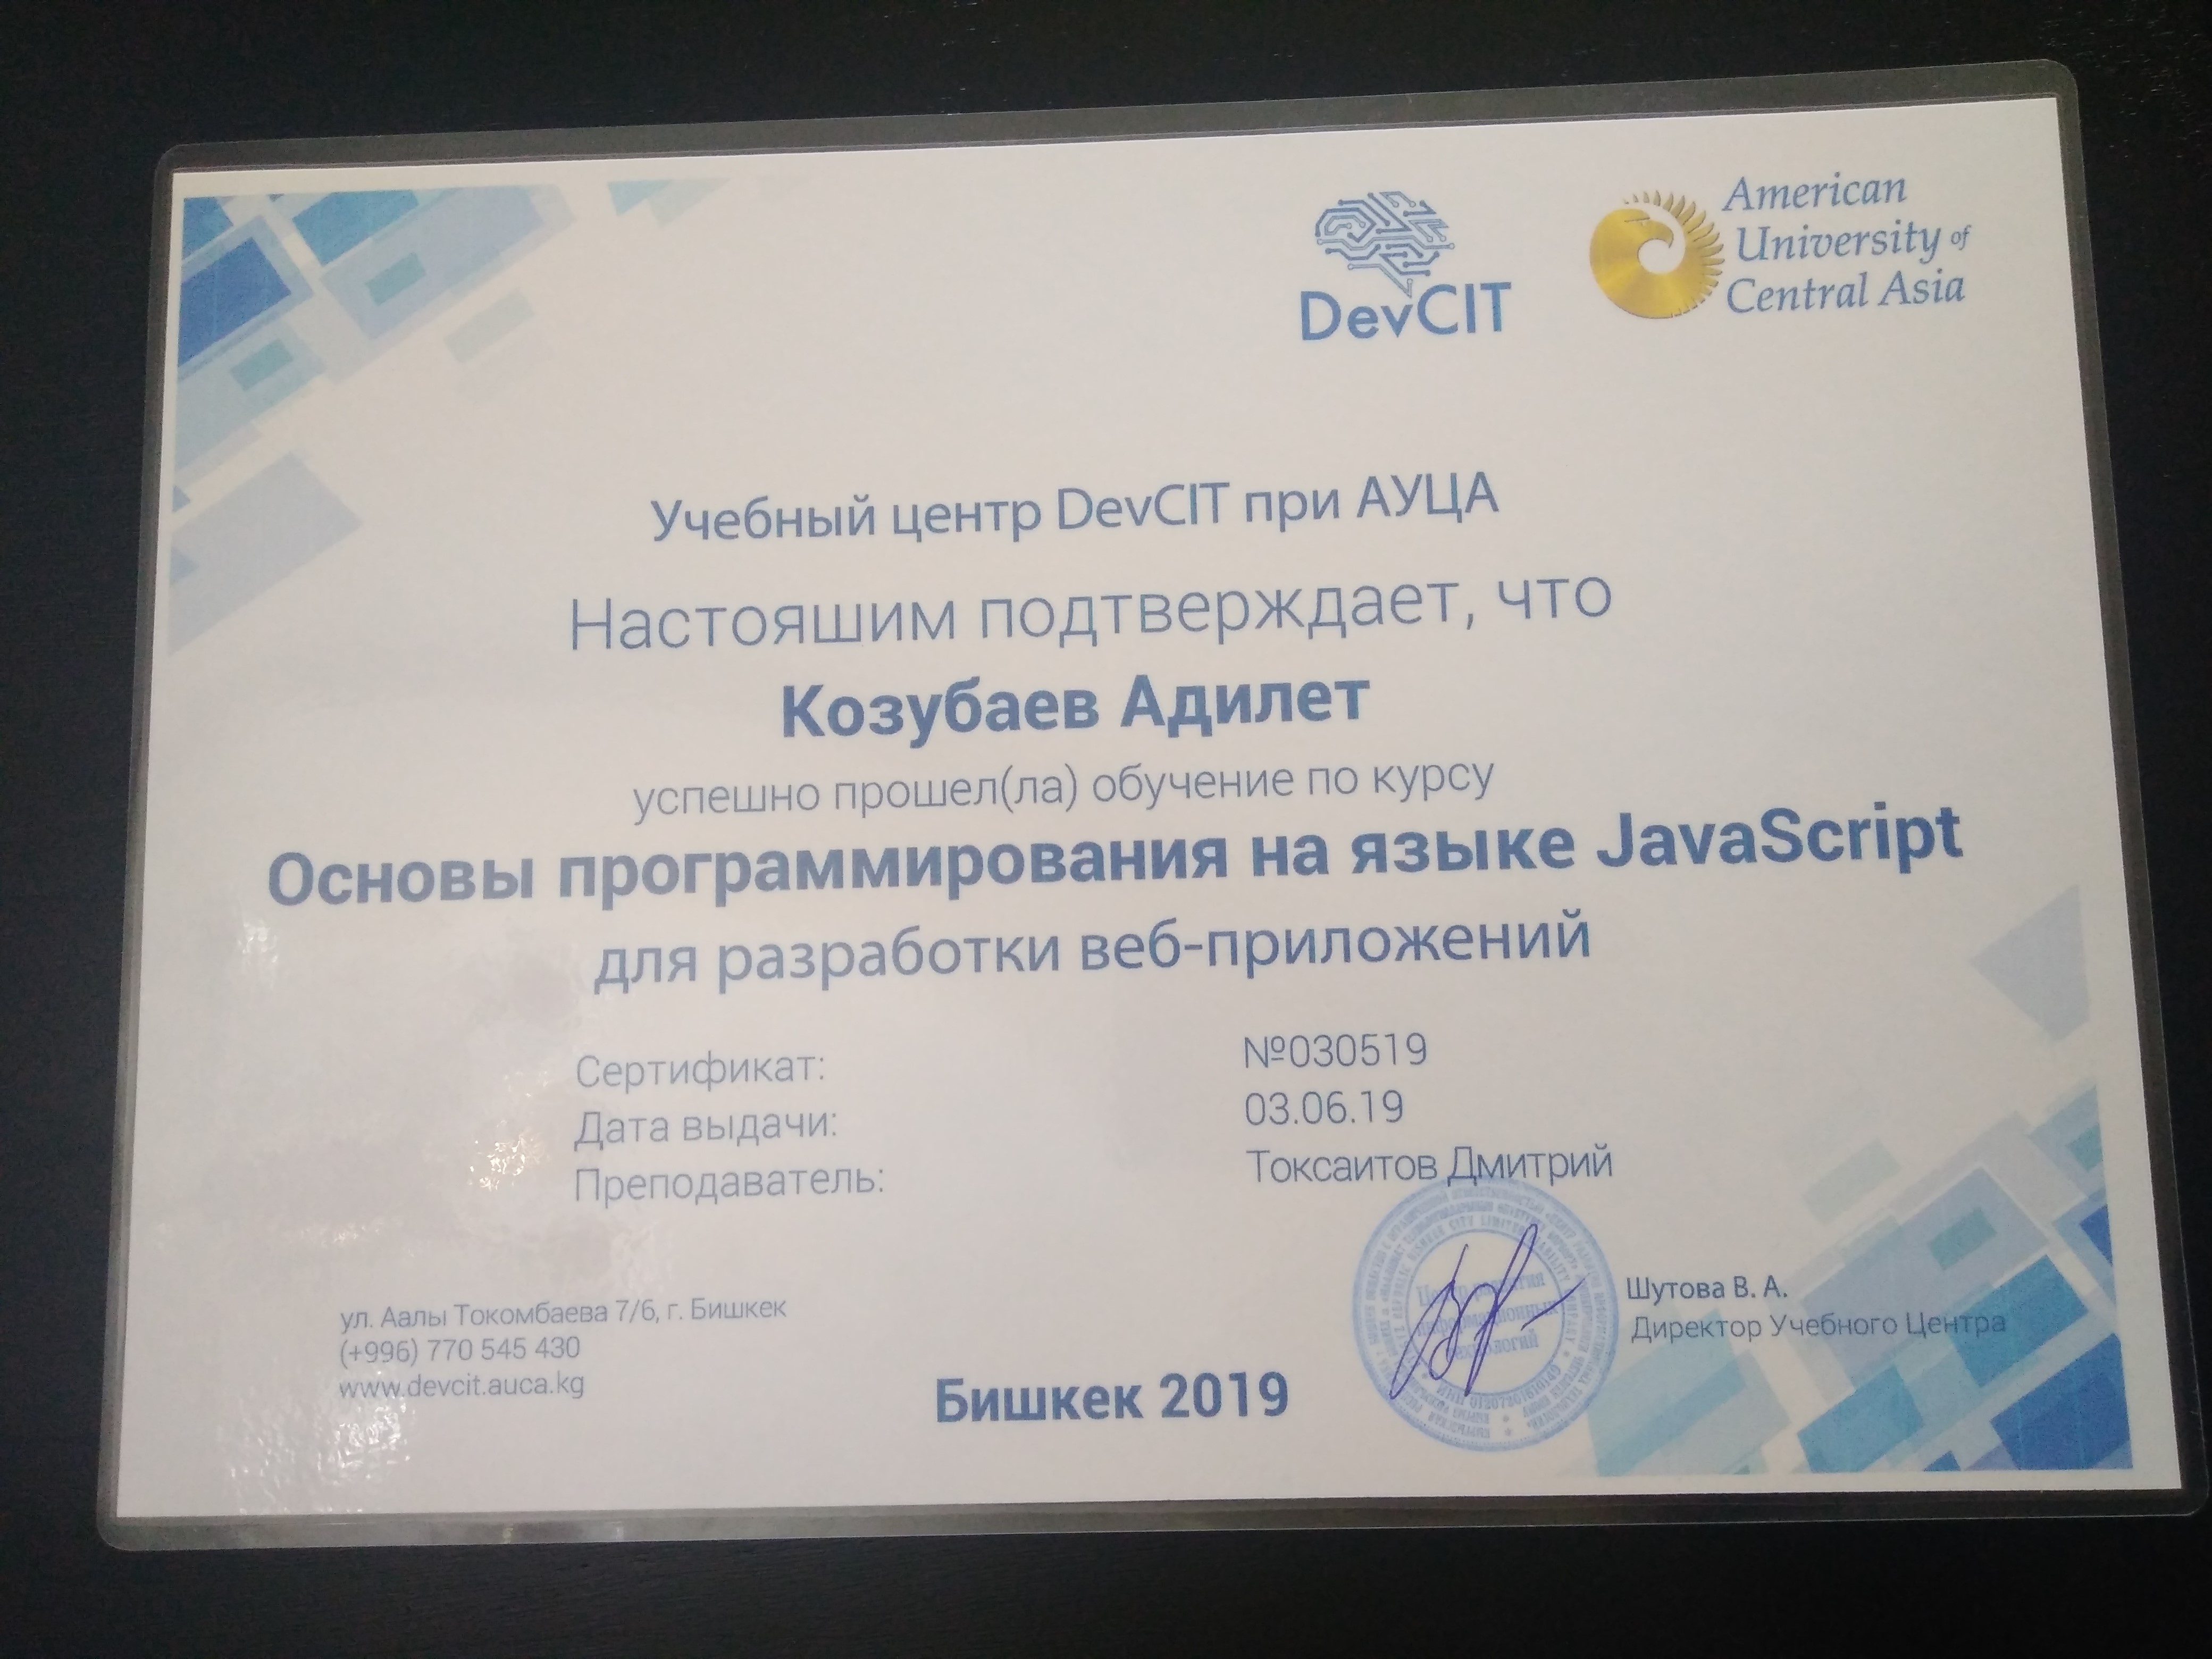 DevCIT
American
University of
Central Asia
Учебный центр DevCIT при АУЦА
Настояшим подтверждает, что
Козубаев Адилет
успешно прошел(ла) обучение по курсу
Основы программирования на языке JavaScript
для разработки веб-приложений
Сертификат: №030519
Дата выдачи: 03.06.19
Преподаватель: Токсаитов Дмитрий
Шутова В. А.
Директор Учебного Центра
ул. Аалы Токомбаева 7/6, г. Бишкек
(+996) 770 545 430
www.devcit.auca.kg
Бишкек 2019